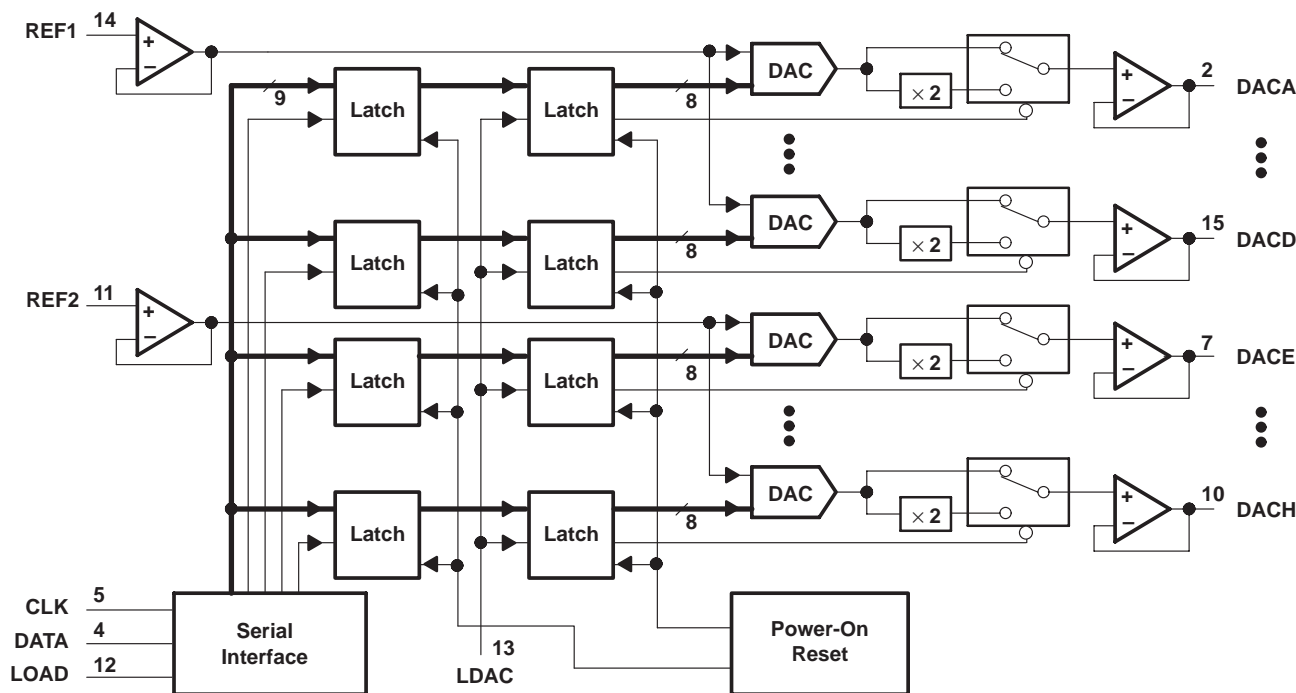 REF1 14
+
−
9
Latch
Latch
8
DAC
× 2
+
−
2
DACA
Latch
Latch
8
DAC
× 2
+
−
15
DACD
REF2 11
+
−
Latch
Latch
8
DAC
× 2
+
−
7
DACE
Latch
Latch
8
DAC
× 2
+
−
10
DACH
CLK 5
DATA 4
LOAD 12
Serial
Interface
13
LDAC
Power-On
Reset